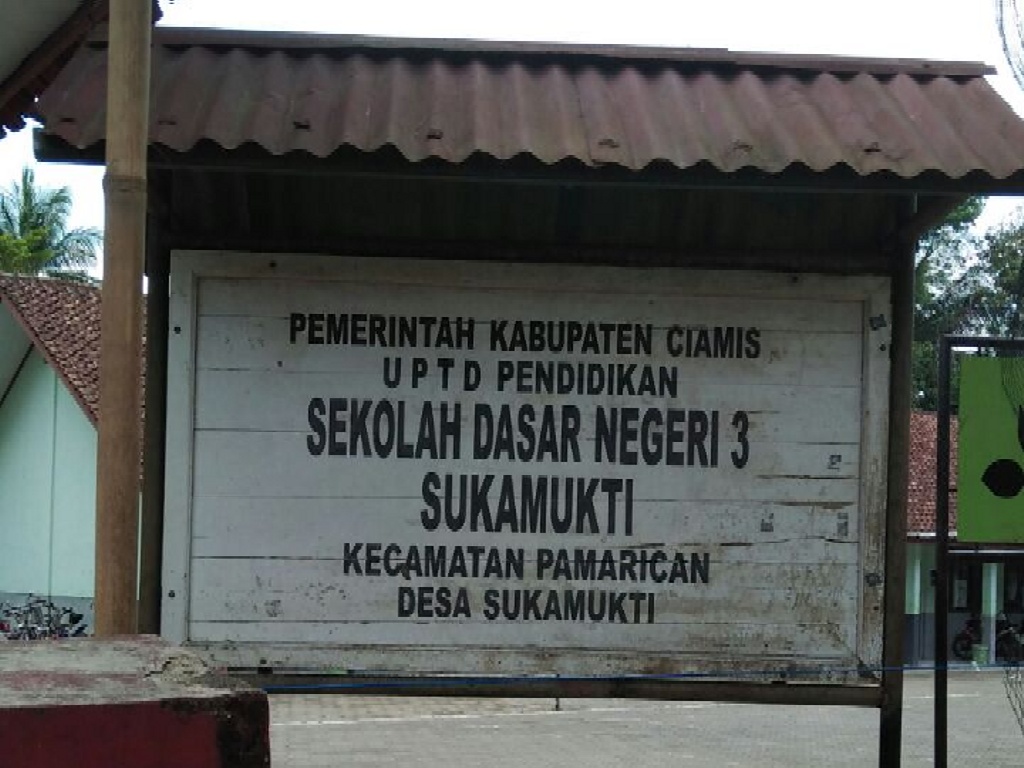 PEMERINTAH KABUPATEN CIAMIS
U P T D PENDIDIKAN
SEKOLAH DASAR NEGERI 3
SUKAMUKTI
KECAMATAN PAMARICAN
DESA SUKAMUKTI